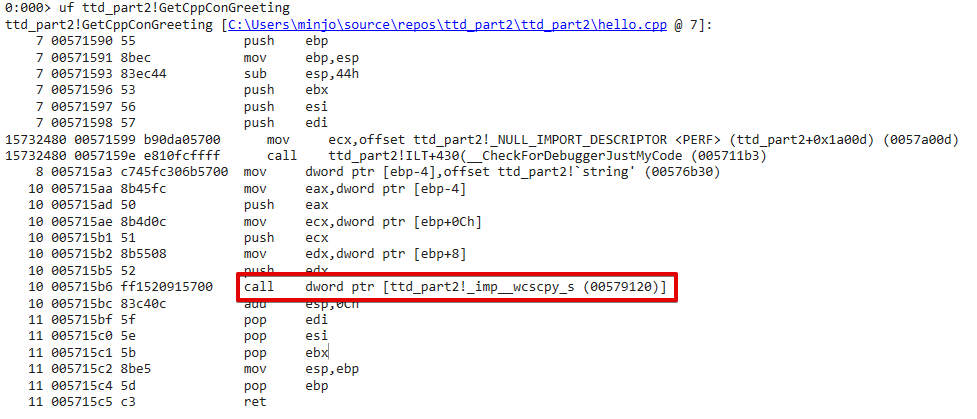 0:000> uf ttd_part2!GetCppConGreeting
ttd_part2!GetCppConGreeting [C:\Users\minjo\source\repos\ttd_part2\ttd_part2\hello.cpp @ 7]:
7 00571590 55 push ebp
7 00571591 8bec mov ebp,esp
7 00571593 83ec44 sub esp,44h
7 00571596 53 push ebx
7 00571597 56 push esi
7 00571598 57 push edi
15732480 00571599 b90da05700 mov ecx,offset ttd_part2!_NULL_IMPORT_DESCRIPTOR <PERF> (ttd_part2+0x1a00d) (0057a00d)
15732480 0057159e e810fcffff call ttd_part2!ILT+430(__CheckForDebuggerJustMyCode (005711b3)
8 005715a3 c745fc306b5700 mov dword ptr [ebp-4],offset ttd_part2!`string' (00576b30)
10 005715aa 8b45fc mov eax,dword ptr [ebp-4]
10 005715ad 50 push eax
10 005715ae 8b4d0c mov ecx,dword ptr [ebp+0Ch]
10 005715b1 51 push ecx
10 005715b2 8b5508 mov edx,dword ptr [ebp+8]
10 005715b5 52 push edx
10 005715b6 ff1520915700 call dword ptr [ttd_part2!_imp__wcscpy_s (00579120)]
10 005715bc 83c40c add esp,0Ch
11 005715bf 5f pop edi
11 005715c0 5e pop esi
11 005715c1 5b pop ebx
11 005715c2 8be5 mov esp,ebp
11 005715c4 5d pop ebp
11 005715c5 c3 ret